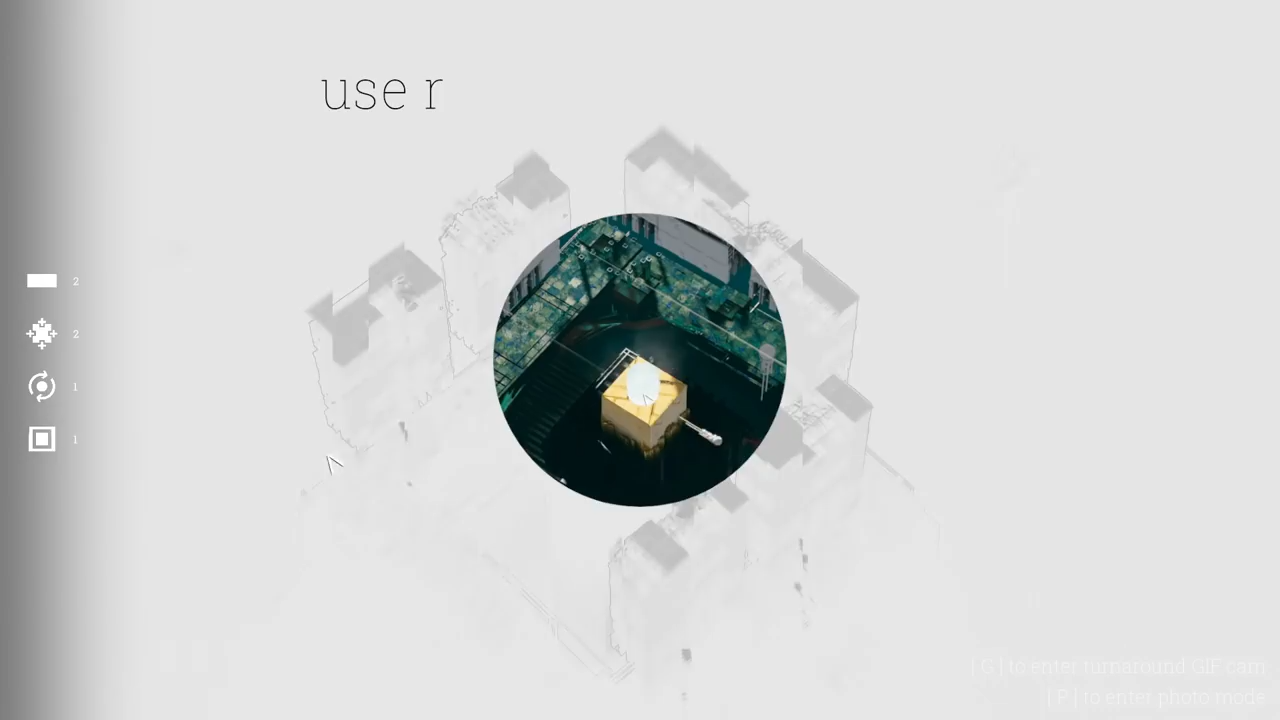 use r
2
2
1
1
[ G ] to enter turnaround GIF cam
[ P ] to enter photo mode